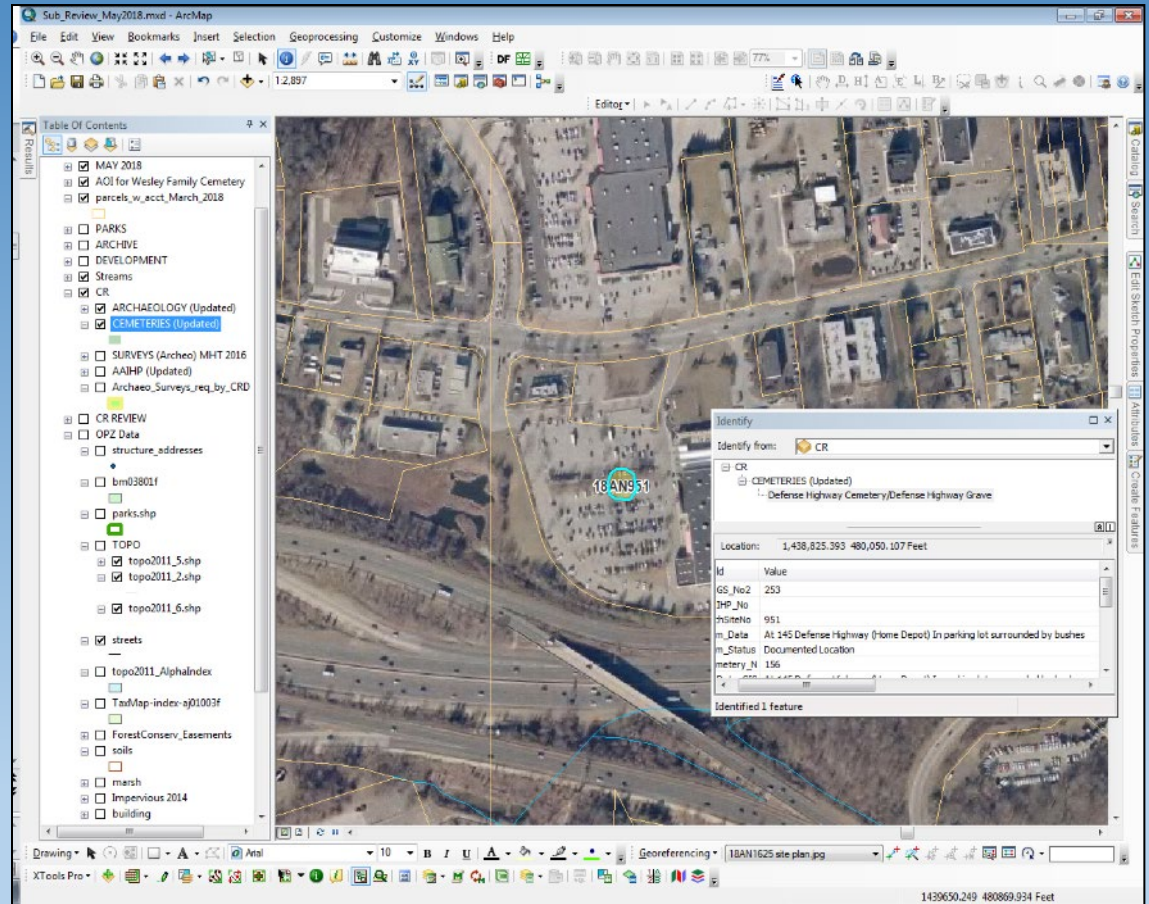 Sub_Review_May2018.mxd - ArcMap
File Edit View Bookmarks Insert Selection Geoprocessing Customize Windows Help
DF 77%
1:2,897
Editor
Table Of Contents
Results
MAY 2018
AOI for Wesley Family Cemetery
parcels_w_acct_March_2018
PARKS
ARCHIVE
DEVELOPMENT
Streams
CR
ARCHAEOLOGY (Updated)
CEMETERIES (Updated)
SURVEYS (Archeo) MHT 2016
AAIHP (Updated)
Archaeo_Surveys_req_by_CRD
CR REVIEW
OPZ Data
structure_addresses
bm03801f
parks.shp
TOPO
topo2011_5.shp
topo2011_2.shp
topo2011_6.shp
streets
topo2011_AlphaIndex
TaxMap-index-aj01003f
ForestConserv_Easements
soils
marsh
Impervious 2014
building
18AN951
Identify
Identify from: CR
CR
CEMETERIES (Updated)
Defense Highway Cemetery/Defense Highway Grave
Location: 1,438,825.393 480,050.107 Feet
ld Value
GS_No2 253
IHP_No
hSiteNo 951
m_Data At 145 Defense Highway (Home Depot) In parking lot surrounded by bushes
m_Status Documented Location
metery_N 156
Identified 1 feature
Catalog
Search
Edit Sketch Properties
Attributes
Create Features
Drawing Arial 10 B I U A Georeferencing 18AN1625 site plan.jpg
XTools Pro
1439650.249 480869.934 Feet